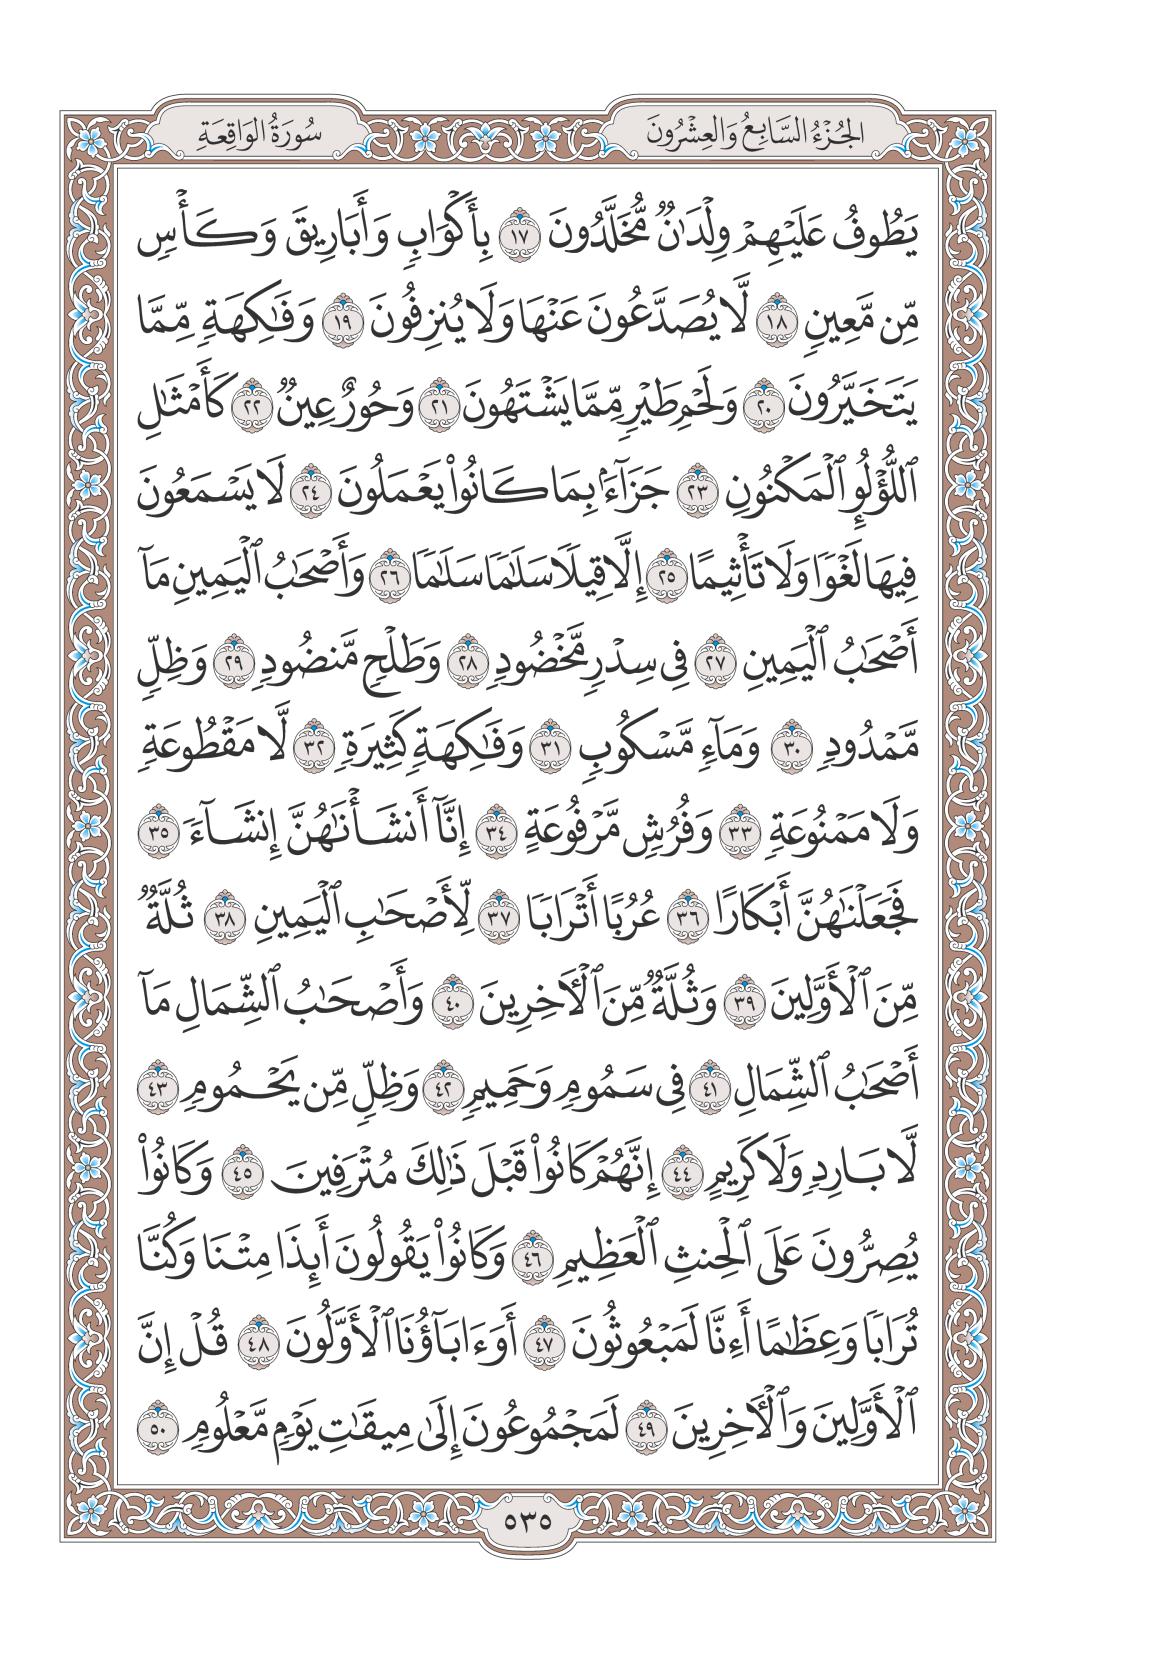 الجُزْءُ السَّابِعُ وَالعِشْرُونَ
سُورَةُ الوَاقِعَةِ
يَطُوفُ عَلَيْهِمْ وِلْدَٰنٌ مُّخَلَّدُونَ ١٧ بِأَكْوَابٍ وَأَبَارِيقَ وَكَأْسٍ
مِّن مَّعِينٍ ١٨ لَّا يُصَدَّعُونَ عَنْهَا وَلَا يُنزِفُونَ ١٩ وَفَٰكِهَةٍ مِّمَّا
يَتَخَيَّرُونَ ٢٠ وَلَحْمِ طَيْرٍ مِّمَّا يَشْتَهُونَ ٢١ وَحُورٌ عِينٌ ٢٢ كَأَمْثَٰلِ
ٱللُّؤْلُؤِ ٱلْمَكْنُونِ ٢٣ جَزَآءًۢ بِمَا كَانُوا۟ يَعْمَلُونَ ٢٤ لَا يَسْمَعُونَ
فِيهَا لَغْوًا وَلَا تَأْثِيمًا ٢٥ إِلَّا قِيلًا سَلَٰمًا سَلَٰمًا ٢٦ وَأَصْحَٰبُ ٱلْيَمِينِ مَآ
أَصْحَٰبُ ٱلْيَمِينِ ٢٧ فِى سِدْرٍ مَّخْضُودٍ ٢٨ وَطَلْحٍ مَّنضُودٍ ٢٩ وَظِلٍّ
مَّمْدُودٍ ٣٠ وَمَآءٍ مَّسْكُوبٍ ٣١ وَفَٰكِهَةٍ كَثِيرَةٍ ٣٢ لَّا مَقْطُوعَةٍ
وَلَا مَمْنُوعَةٍ ٣٣ وَفُرُشٍ مَّرْفُوعَةٍ ٣٤ إِنَّآ أَنشَأْنَٰهُنَّ إِنشَآءً ٣٥
فَجَعَلْنَٰهُنَّ أَبْكَارًا ٣٦ عُرُبًا أَتْرَابًا ٣٧ لِّأَصْحَٰبِ ٱلْيَمِينِ ٣٨ ثُلَّةٌ
مِّنَ ٱلْأَوَّلِينَ ٣٩ وَثُلَّةٌ مِّنَ ٱلْءَاخِرِينَ ٤٠ وَأَصْحَٰبُ ٱلشِّمَالِ مَآ
أَصْحَٰبُ ٱلشِّمَالِ ٤١ فِى سَمُومٍ وَحَمِيمٍ ٤٢ وَظِلٍّ مِّن يَحْمُومٍ ٤٣
لَّا بَارِدٍ وَلَا كَرِيمٍ ٤٤ إِنَّهُمْ كَانُوا۟ قَبْلَ ذَٰلِكَ مُتْرَفِينَ ٤٥ وَكَانُوا۟
يُصِرُّونَ عَلَى ٱلْحِنثِ ٱلْعَظِيمِ ٤٦ وَكَانُوا۟ يَقُولُونَ أَئِذَا مِتْنَا وَكُنَّا
تُرَابًا وَعِظَٰمًا أَءِنَّا لَمَبْعُوثُونَ ٤٧ أَوَءَابَآؤُنَا ٱلْأَوَّلُونَ ٤٨ قُلْ إِنَّ
ٱلْأَوَّلِينَ وَٱلْءَاخِرِينَ ٤٩ لَمَجْمُوعُونَ إِلَىٰ مِيقَٰتِ يَوْمٍ مَّعْلُومٍ ٥٠
٥٣٥